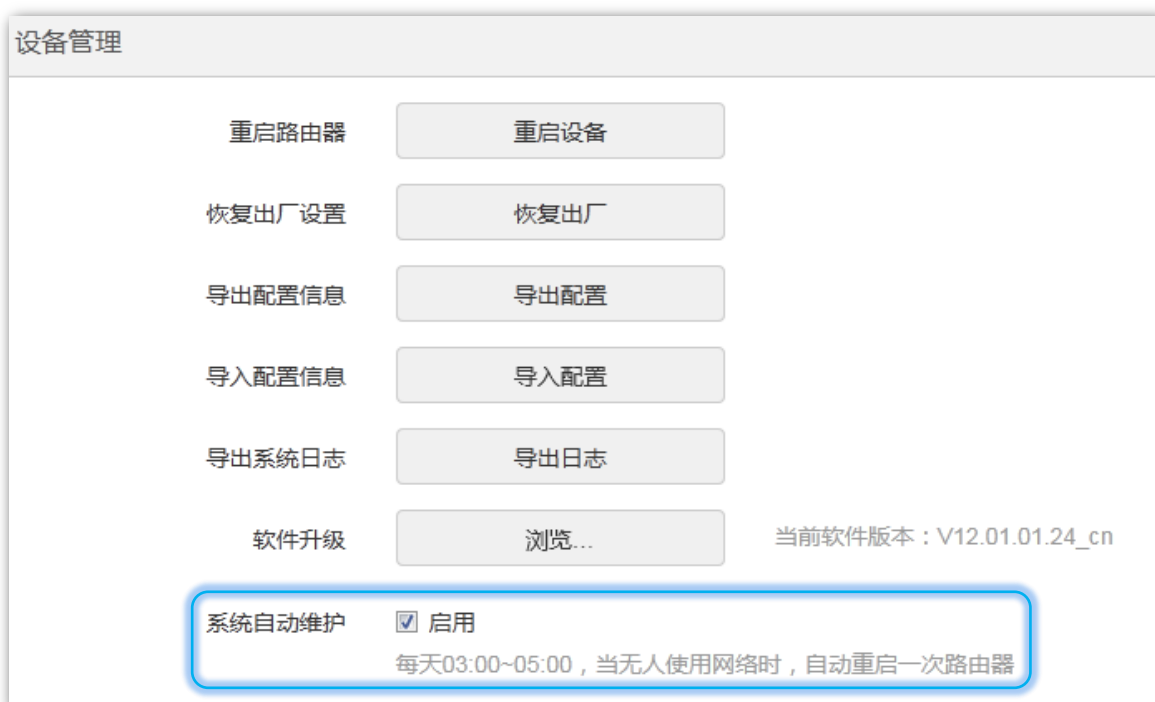 设备管理
重启路由器 重启设备
恢复出厂设置 恢复出厂
导出配置信息 导出配置
导入配置信息 导入配置
导出系统日志 导出日志
软件升级 浏览... 当前软件版本：V12.01.01.24_cn
系统自动维护 启用
每天03:00~05:00，当无人使用网络时，自动重启一次路由器